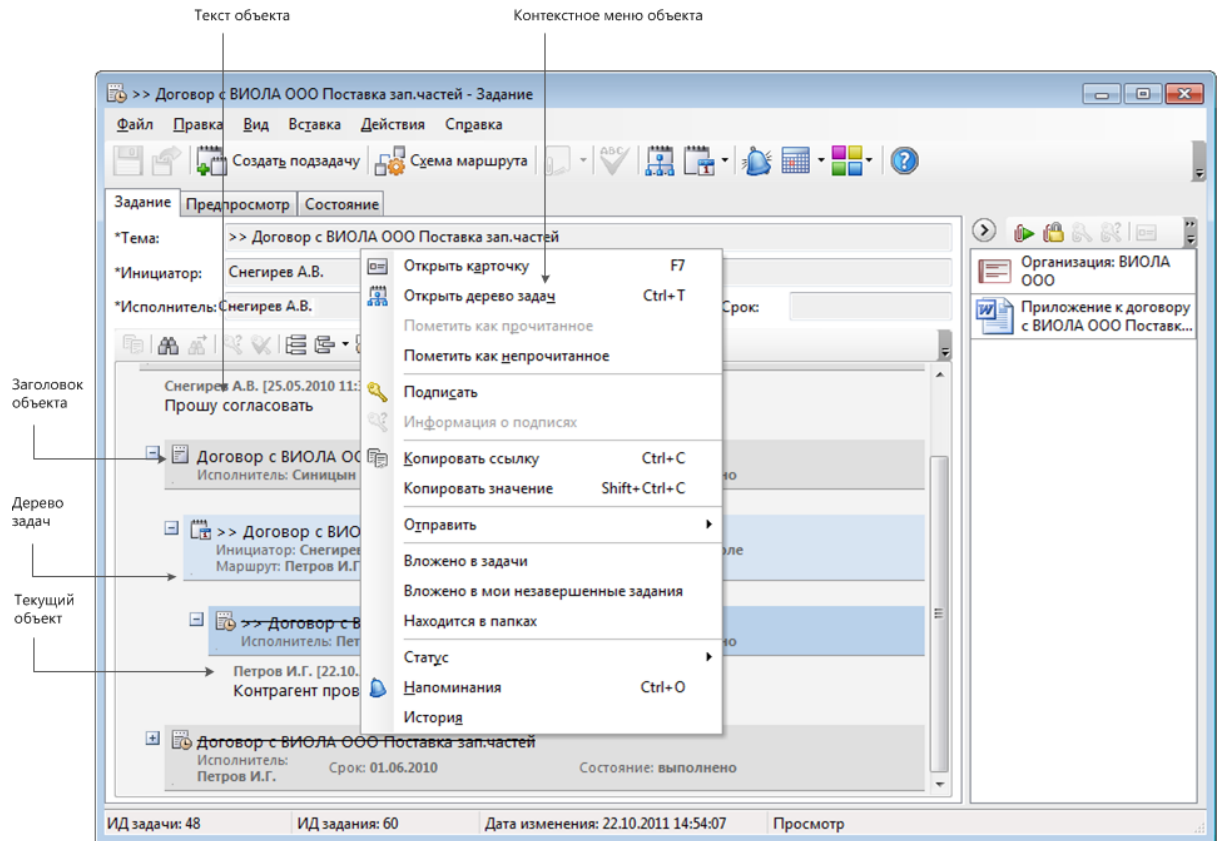 Текст объекта
Контекстное меню объекта
>> Договор с ВИОЛА ООО Поставка зап.частей - Задание
Файл Правка Вид Вставка Действия Справка
Создать подзадачу Схема маршрута
Задание Предпросмотр Состояние
*Тема: >> Договор с ВИОЛА ООО Поставка зап.частей
*Инициатор: Снегирев А.В.
*Исполнитель: Снегирев А.В. Срок:
Открыть карточку F7
Открыть дерево задач Ctrl+T
Пометить как прочитанное
Пометить как непрочитанное
Подписать
Информация о подписях
Копировать ссылку Ctrl+C
Копировать значение Shift+Ctrl+C
Отправить
Вложено в задачи
Вложено в мои незавершенные задания
Находится в папках
Статус
Напоминания Ctrl+O
История
Организация: ВИОЛА
ООО
Приложение к договору
с ВИОЛА ООО Поставк...
Заголовок
объекта
Дерево
задач
Текущий
объект
Снегирев А.В. [25.05.2010 11:
Прошу согласовать
Договор с ВИОЛА ОО
Исполнитель: Синицын но
>> Договор с ВИО
Инициатор: Снегирев оле
Маршрут: Петров И.Г
>> Договор с В
Исполнитель: Пет но
Петров И.Г. [22.10.
Контрагент пров
Договор с ВИОЛА ООО Поставка зап.частей
Исполнитель:
Петров И.Г. Срок: 01.06.2010 Состояние: выполнено
ИД задачи: 48 ИД задания: 60 Дата изменения: 22.10.2011 14:54:07 Просмотр